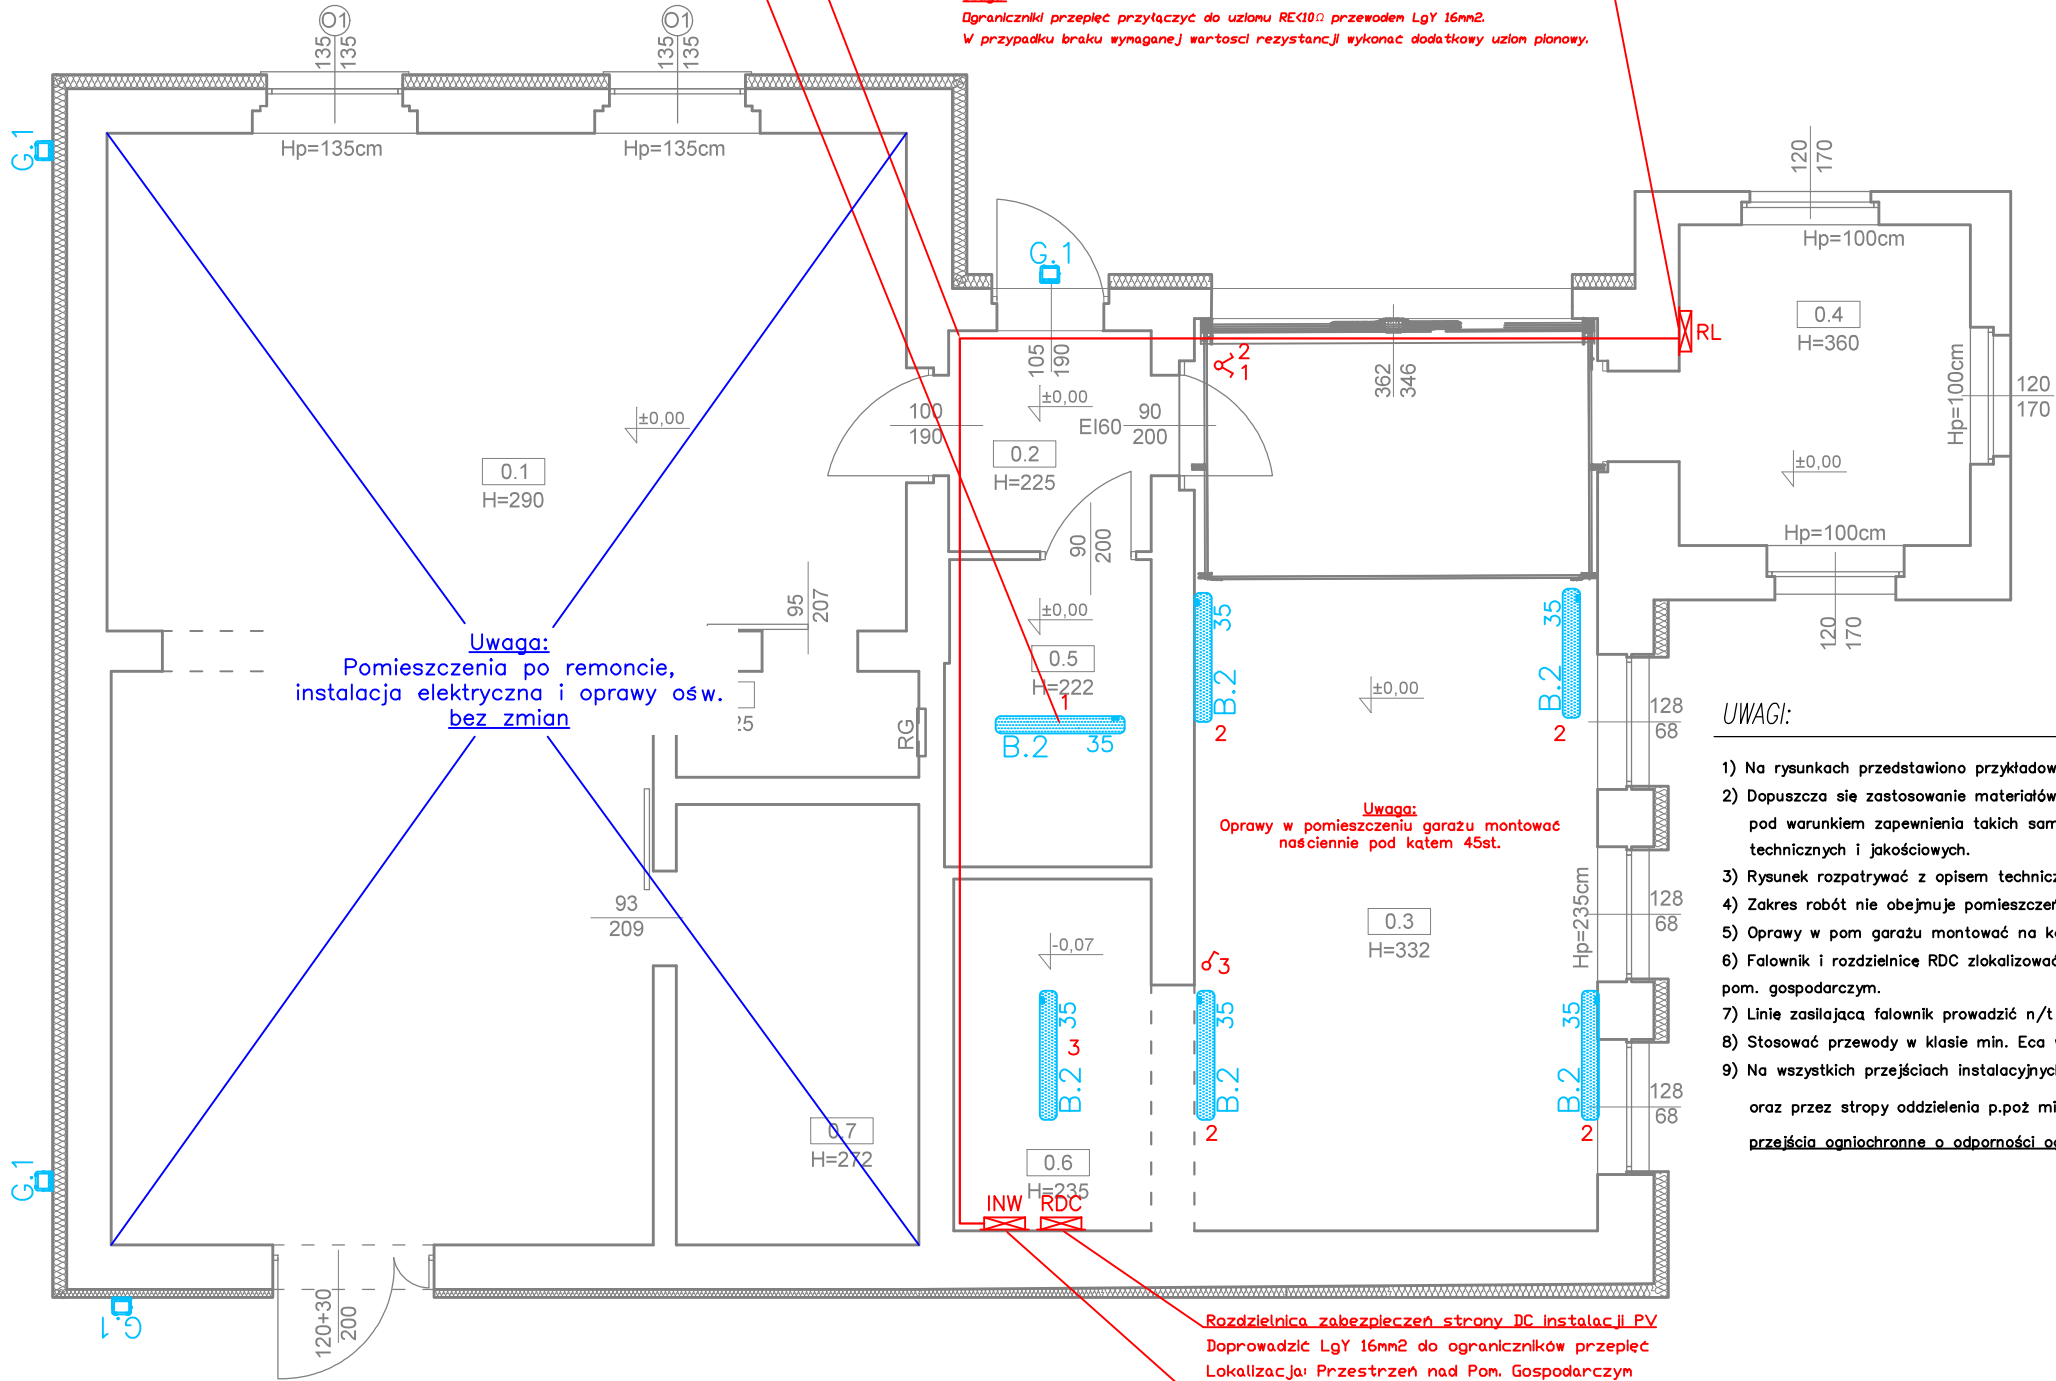 Ograniczniki przepięć przyłączyć do uziomu RE<10Ω przewodem LgY 16mm2.
W przypadku braku wymaganej wartosci rezystancji wykonać dodatkowy uziom pionowy.
O1
135
135
O1
135
135
Hp=135cm
Hp=135cm
G.1
G.1
120
170
Hp=100cm
0.4
H=360
RL
Hp=100cm
120
170
±0,00
Hp=100cm
120
170
105
190
±0,00
2
1
362
346
100
190
EI60
90
200
0.2
H=225
±0,00
0.1
H=290
90
200
95
207
±0,00
0.5
H=222
1
B.2
35
35
B.2
2
35
B.2
2
±0,00
Uwaga:
Pomieszczenia po remoncie,
instalacja elektryczna i oprawy ośw.
bez zmian
RG
128
68
Uwaga:
Oprawy w pomieszczeniu garażu montować
naściennie pod kątem 45st.
93
209
-0,07
0.3
H=332
Hp=235cm
128
68
3
35
3
B.2
35
B.2
2
35
B.2
2
128
68
0.7
H=272
0.6
H=235
INW
RDC
G.1
G.1
120+30
200
Rozdzielnica zabezpieczeń strony DC instalacji PV
Doprowadzić LgY 16mm2 do ograniczników przepięć
Lokalizacja: Przestrzeń nad Pom. Gospodarczym
UWAGI:
1) Na rysunkach przedstawiono przykładow
2) Dopuszcza się zastosowanie materiałów
pod warunkiem zapewnienia takich sam
technicznych i jakościowych.
3) Rysunek rozpatrywać z opisem technicz
4) Zakres robót nie obejmuje pomieszczeń
5) Oprawy w pom garażu montować na k
6) Falownik i rozdzielnicę RDC zlokalizować
pom. gospodarczym.
7) Linię zasilającą falownik prowadzić n/t
8) Stosować przewody w klasie min. Eca
9) Na wszystkich przejściach instalacyjnych
oraz przez stropy oddzielenia p.poż mi
przejścia ogniochronne o odporności o